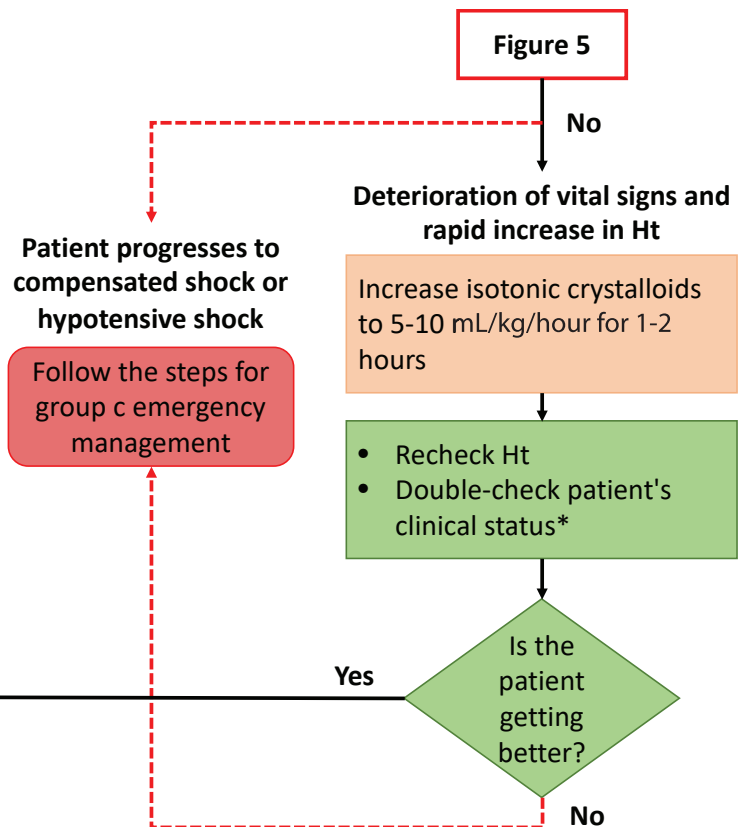 Figure 5
No
Deterioration of vital signs and
rapid increase in Ht
Patient progresses to
compensated shock or
hypotensive shock
Increase isotonic crystalloids
to 5-10 mL/kg/hour for 1-2
hours
Follow the steps for
group c emergency
management
• Recheck Ht
• Double-check patient's
clinical status*
Is the
patient
getting
better?
Yes
No